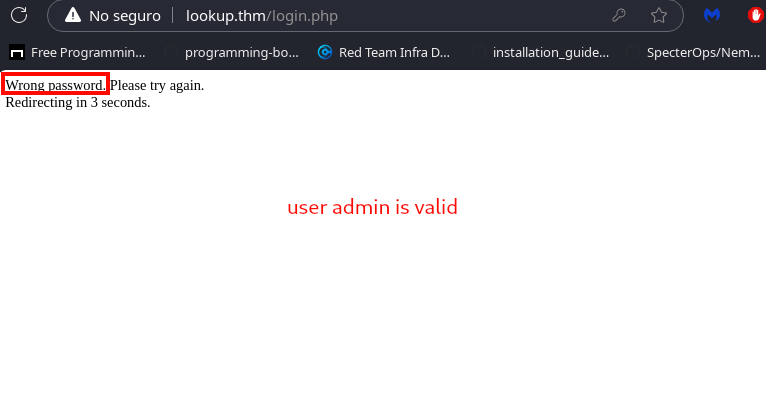 No seguro lookup.thm/login.php
Free Programmin... programming-bo... Red Team Infra D... installation_guide... SpecterOps/Nem...
Wrong password. Please try again.
Redirecting in 3 seconds.
user admin is valid